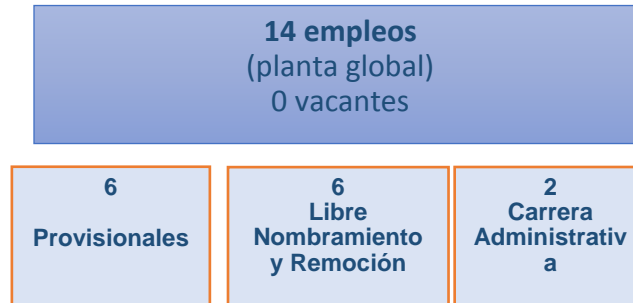 14 empleos
(planta global)
0 vacantes
6
Provisionales
6
Libre
Nombramiento
y Remoción
2
Carrera
Administrativ
a